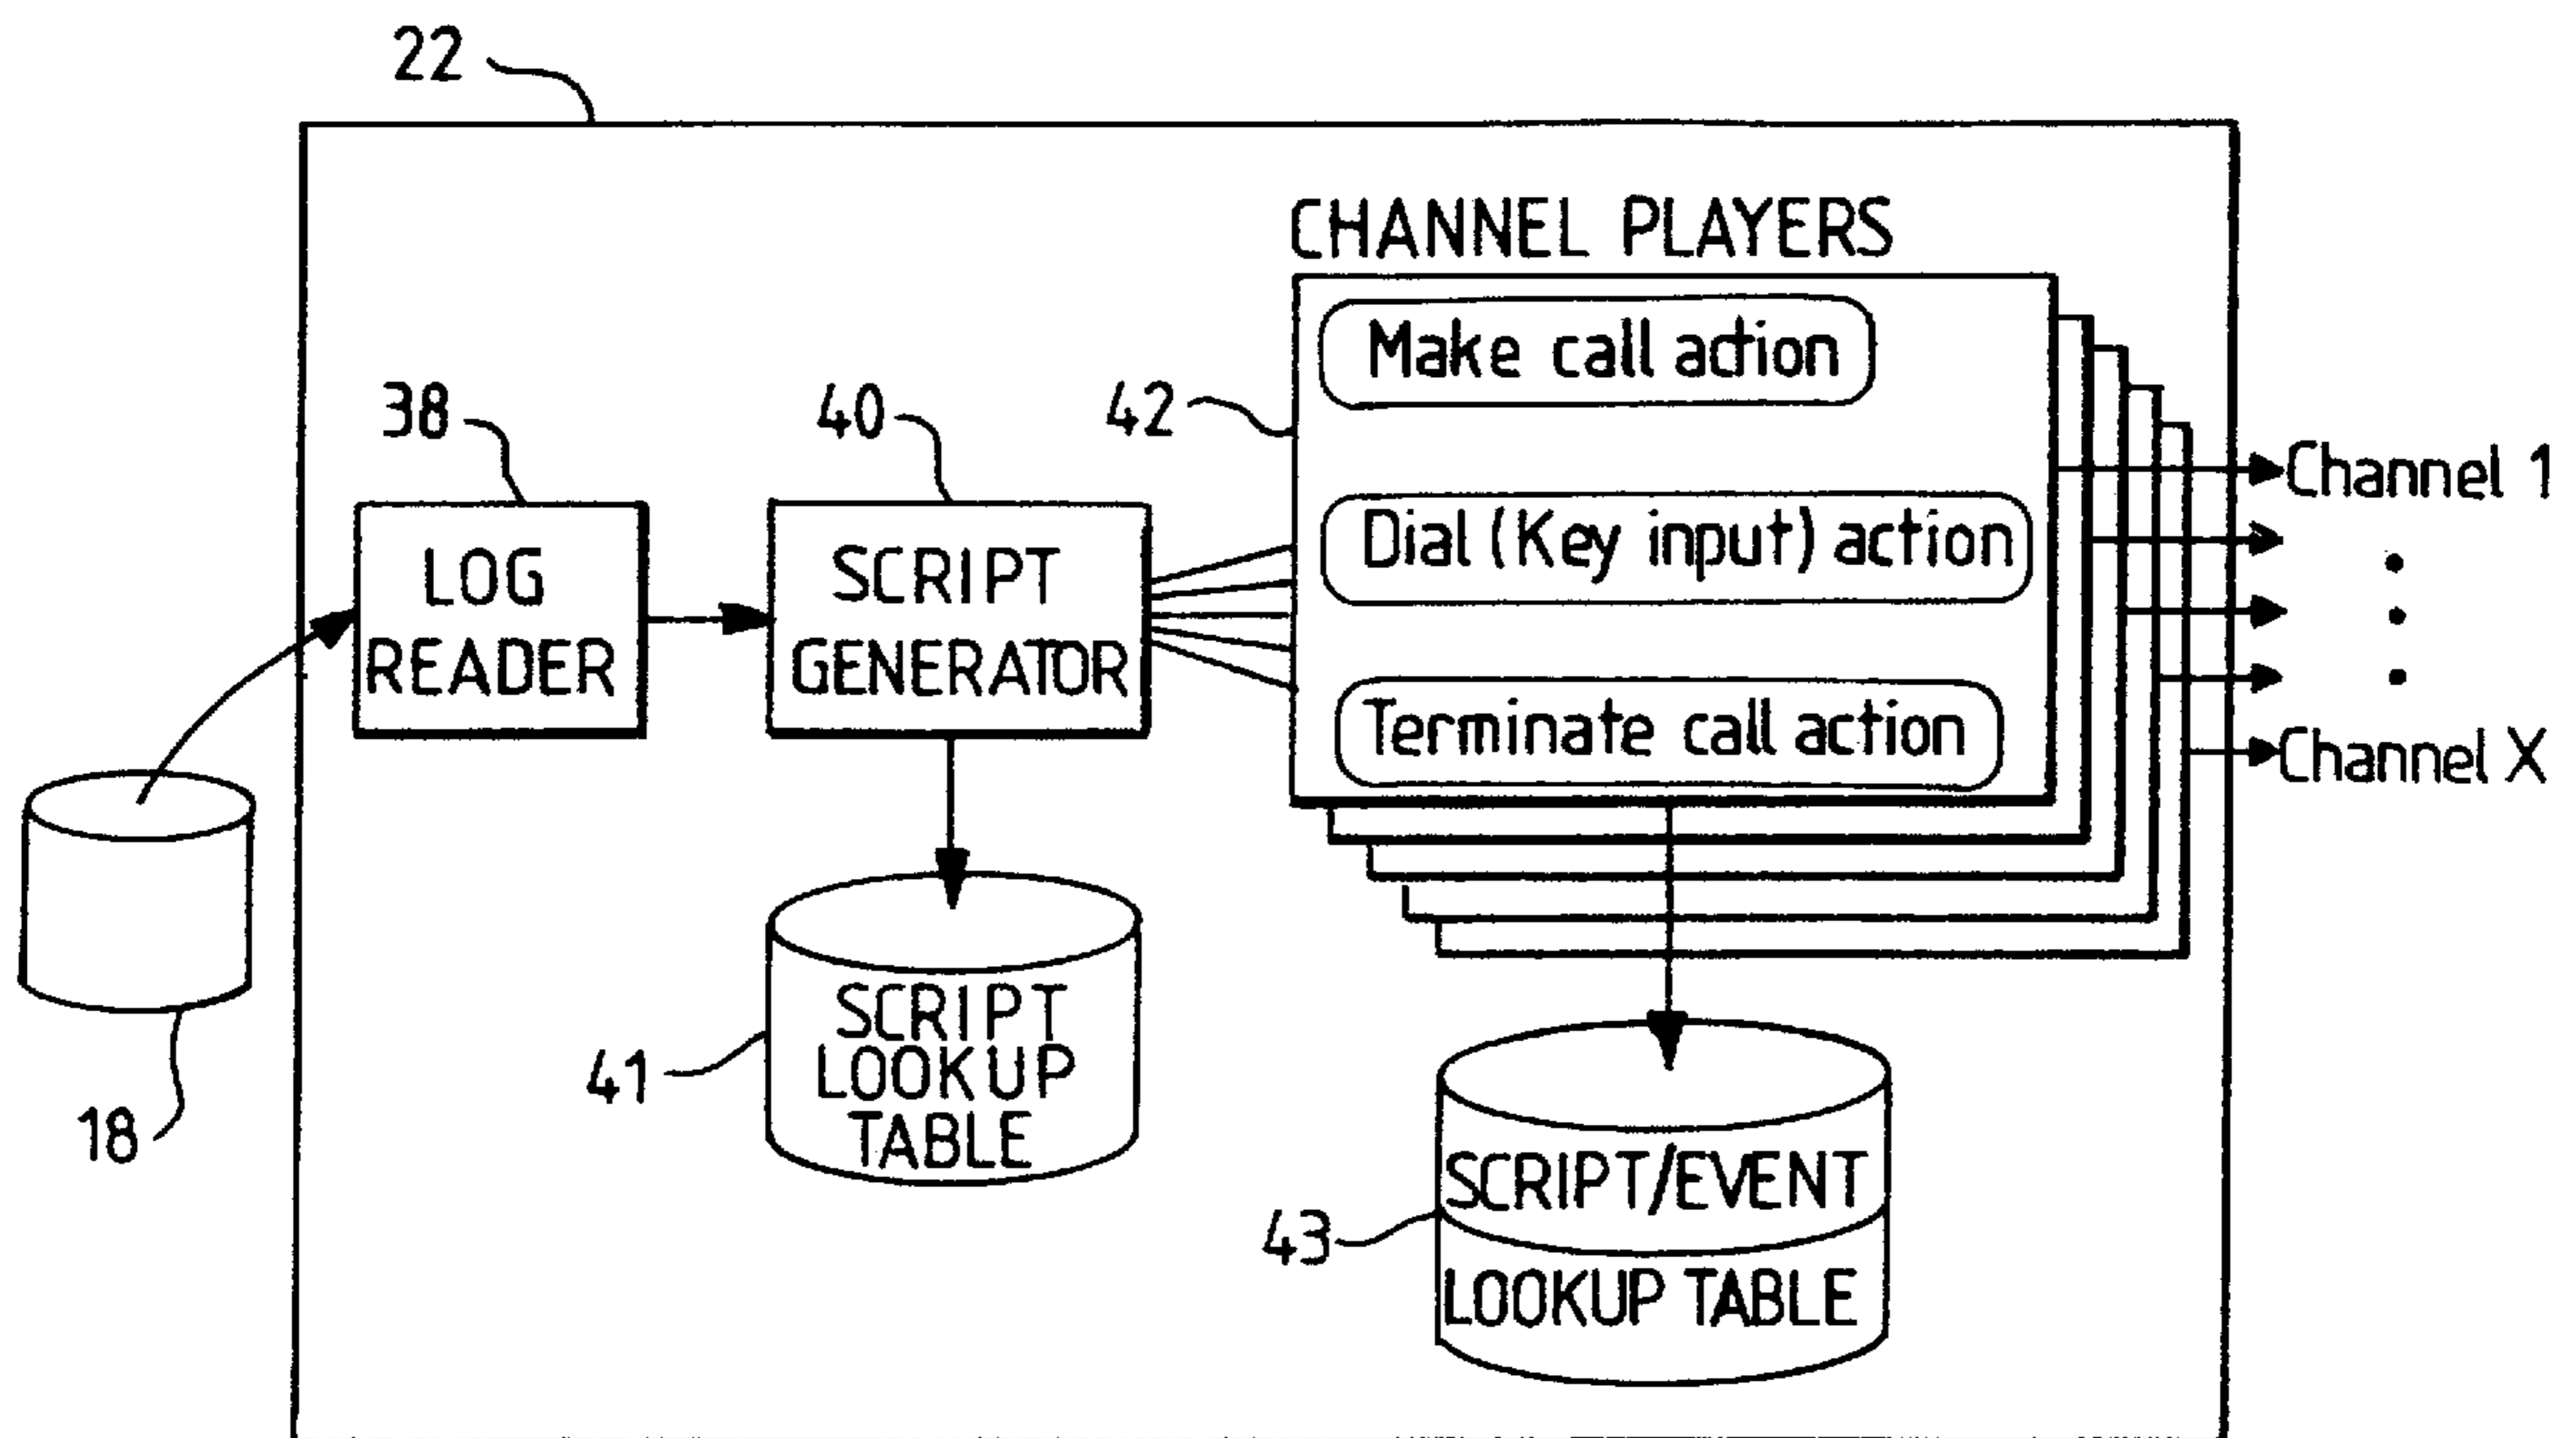 22
CHANNEL PLAYERS
Make call action
38
40
42
Channel 1
LOG
READER
SCRIPT
GENERATOR
Dial (Key input) action
Terminate call action
Channel X
18
41
SCRIPT
LOOKUP
TABLE
43
SCRIPT/EVENT
LOOKUP TABLE